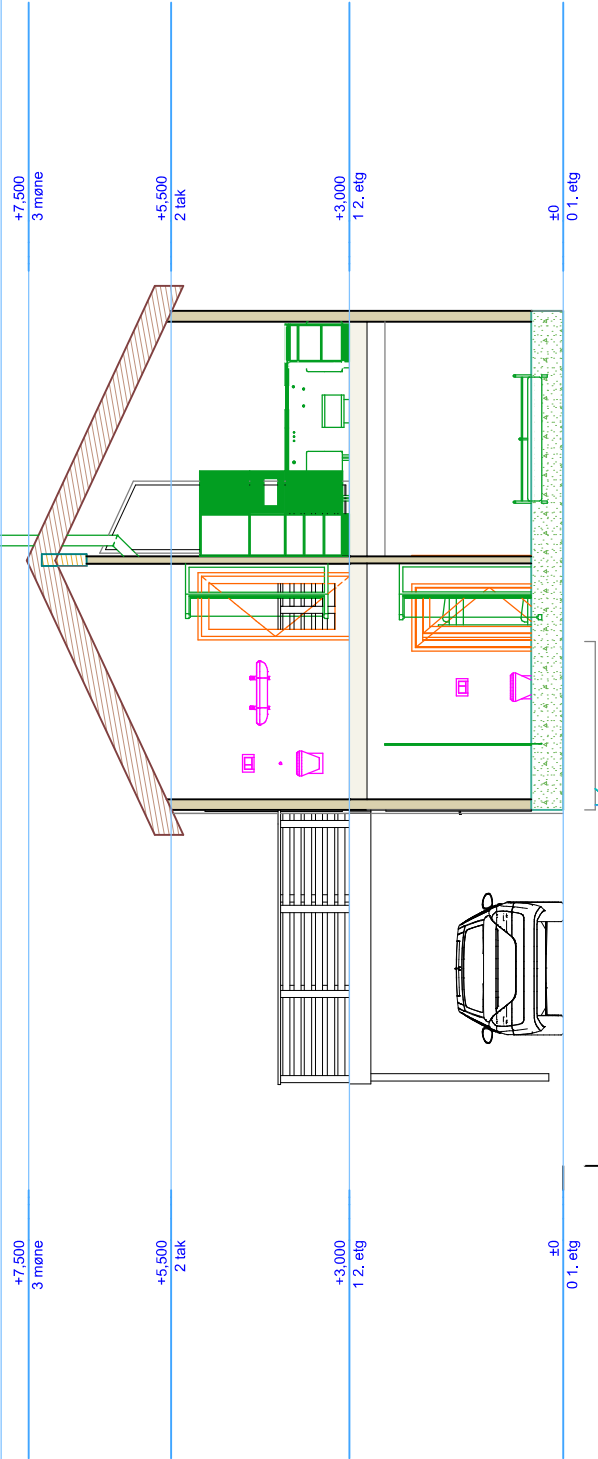 +7,500
3 møne
+5,500
2 tak
+3,000
1 2. etg
±0
0 1. etg
+7,500
3 møne
+5,500
2 tak
+3,000
1 2. etg
±0
0 1. etg